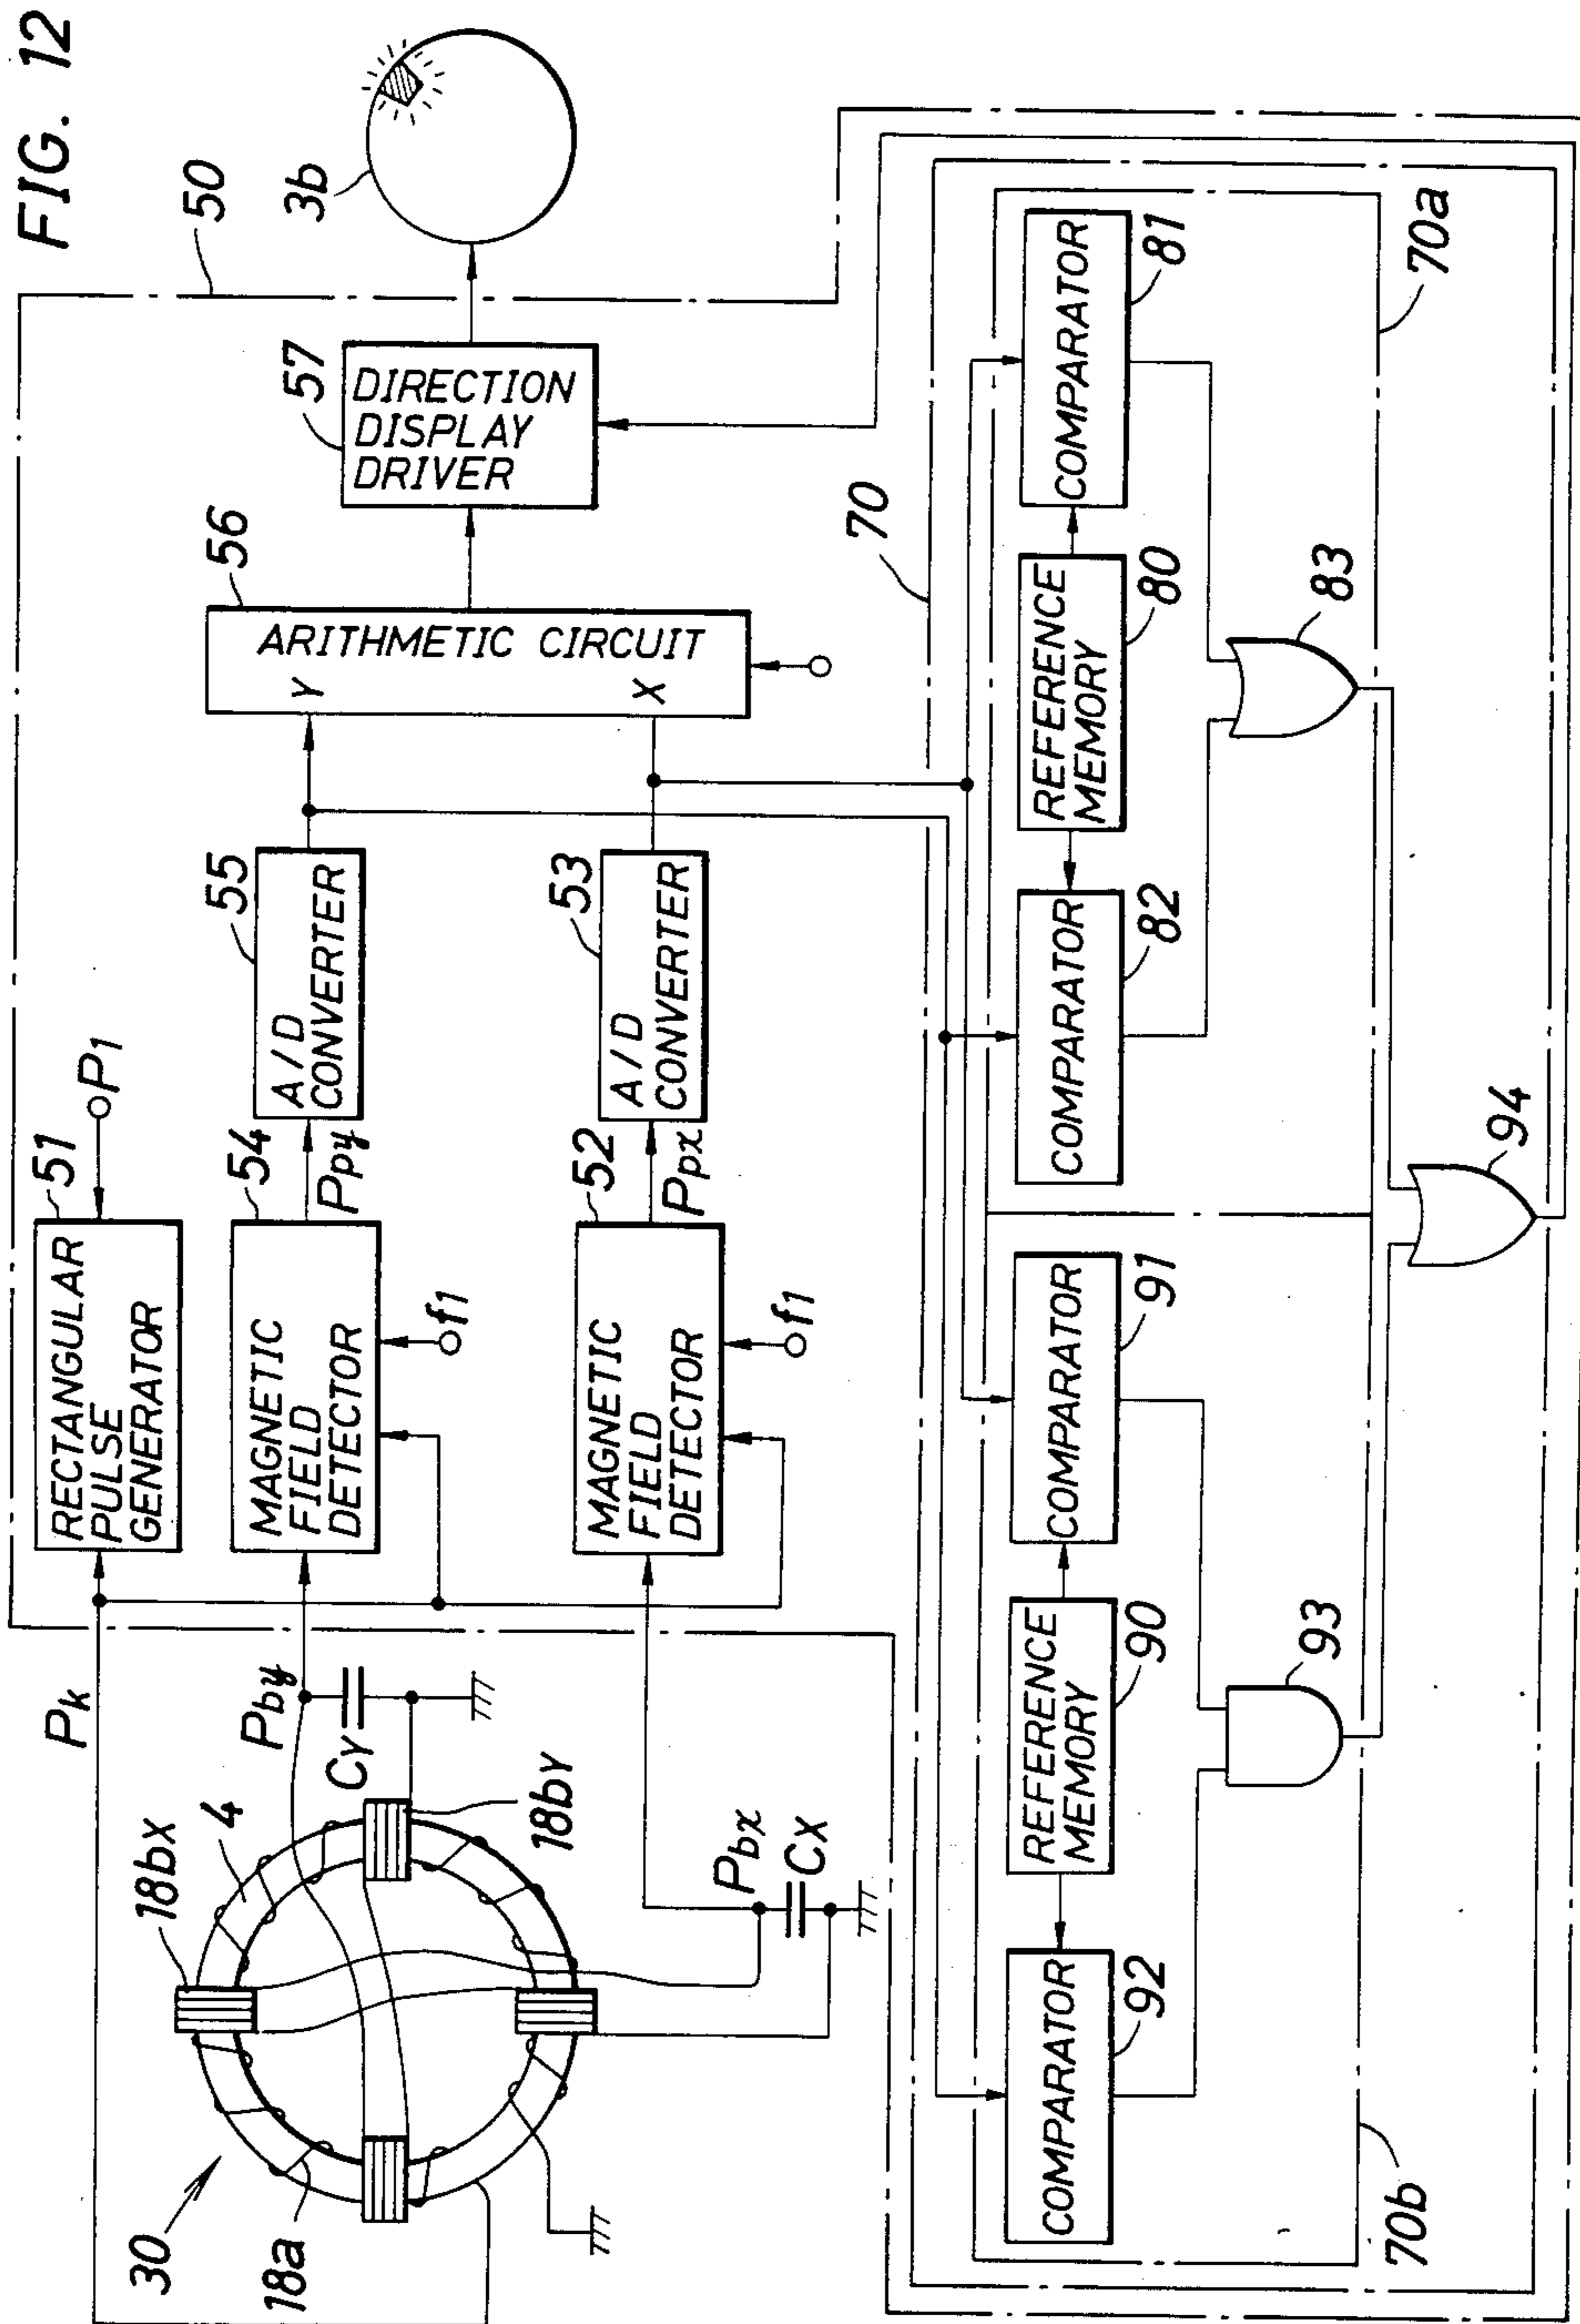 FIG. 12
50
3b
57
DIRECTION
DISPLAY
DRIVER
56
ARITHMETIC CIRCUIT
Y
X
55
A/D
CONVERTER
53
A/D
CONVERTER
P1
51
RECTANGULAR
PULSE
GENERATOR
54
Ppy
MAGNETIC
FIELD
DETECTOR
f1
52
Ppx
MAGNETIC
FIELD
DETECTOR
f1
Pk
Pby
CY
18bX
4
18bY
Pbx
CX
30
18a
70
70a
COMPARATOR
81
REFERENCE
MEMORY
80
COMPARATOR
82
83
COMPARATOR
91
REFERENCE
MEMORY
90
COMPARATOR
92
93
94
70b